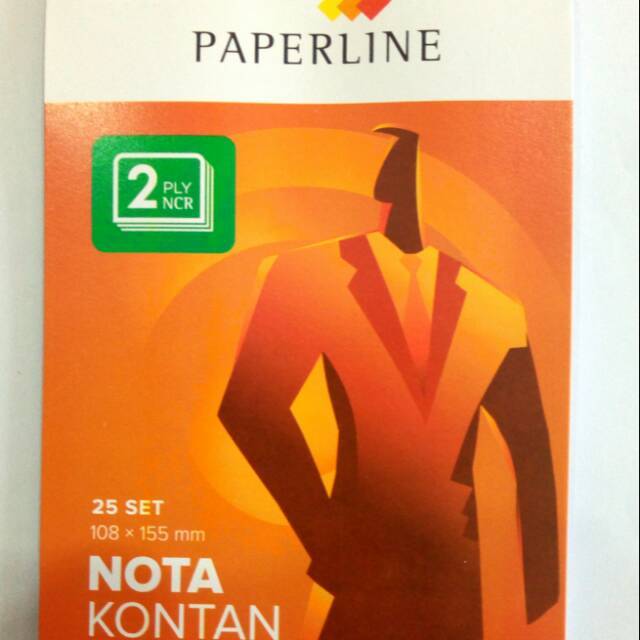 PAPERLINE
2 PLY
NCR
25 SET
108 × 155 mm
NOTA
KONTAN